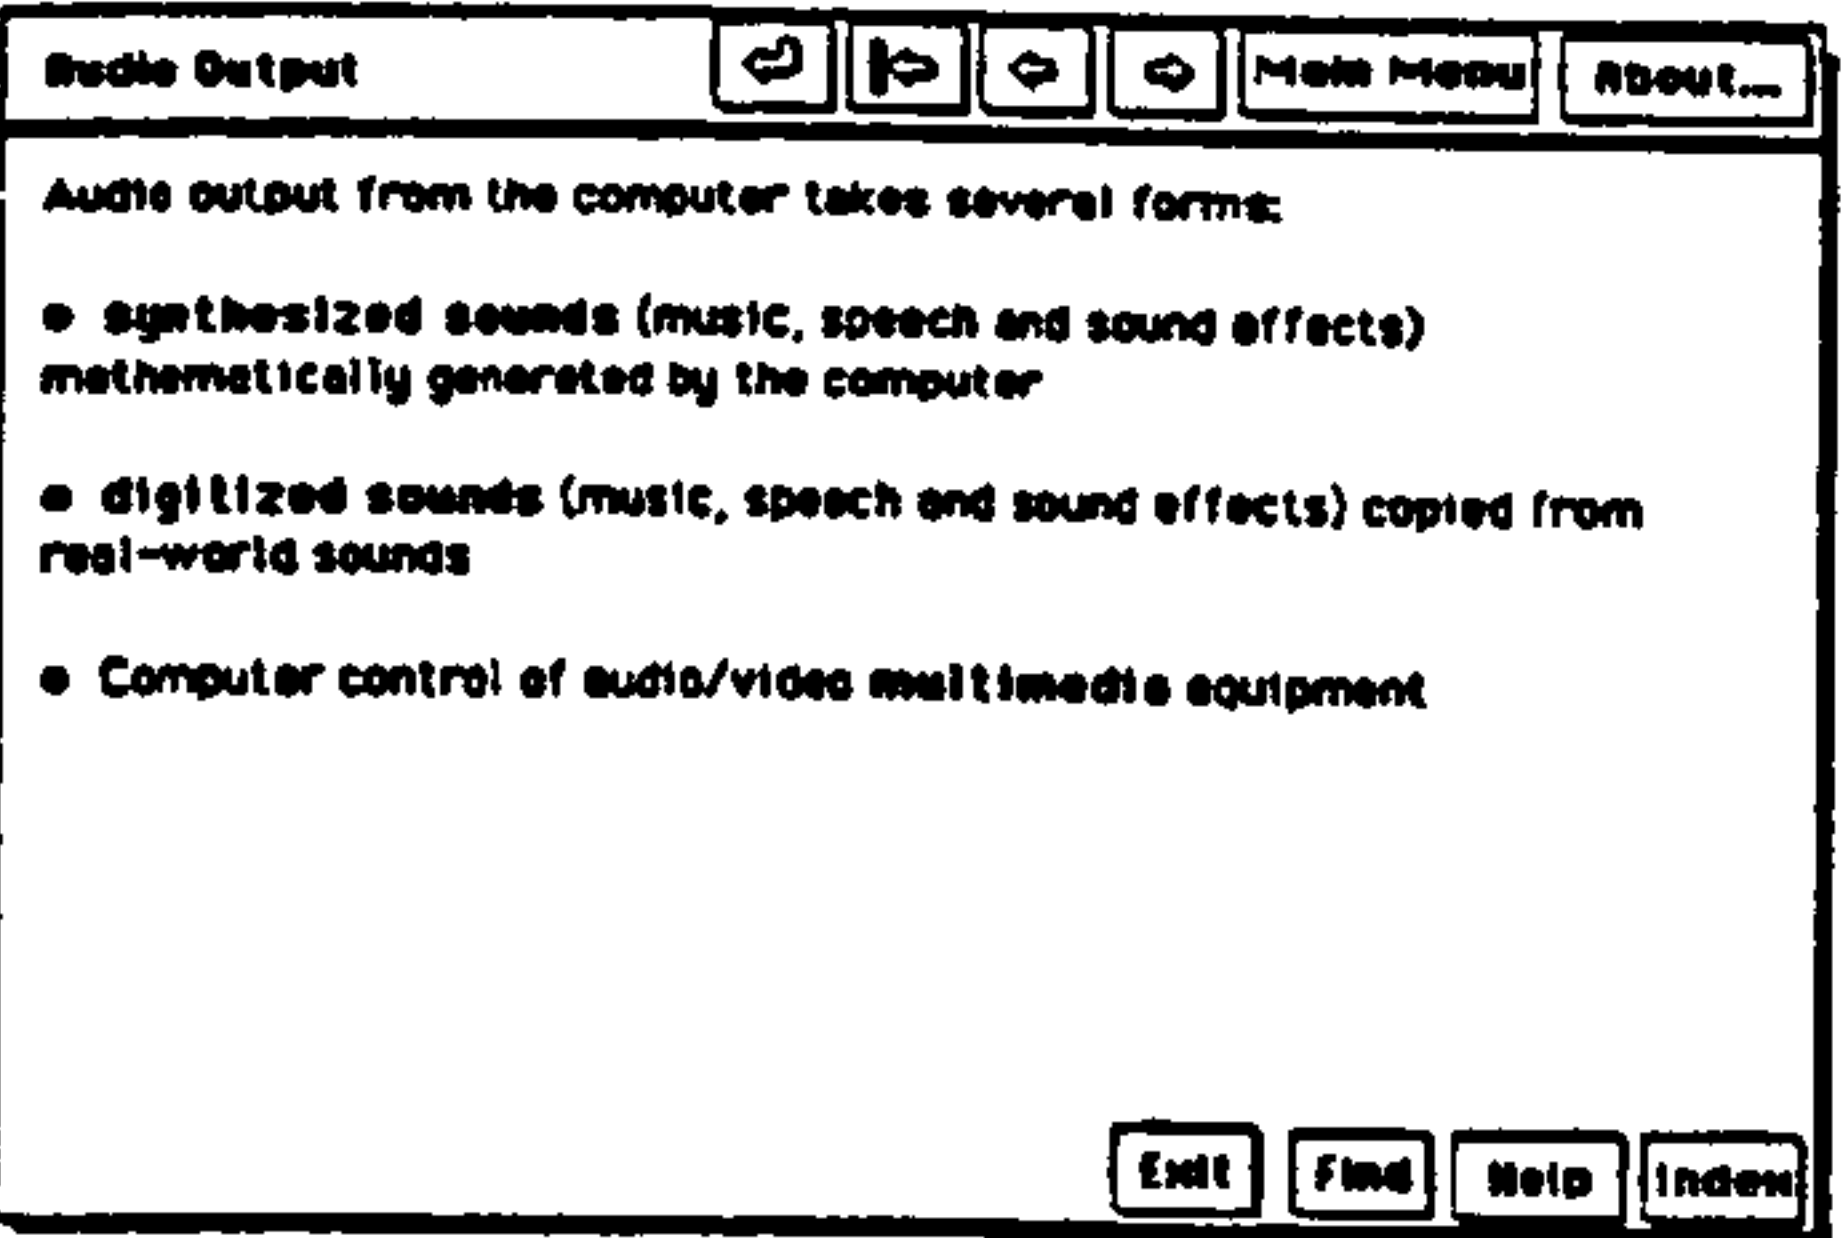 Audio Output
Main Menu
About...
Audio output from the computer takes several forms:
• synthesized sounds (music, speech and sound effects)
mathematically generated by the computer
• digitized sounds (music, speech and sound effects) copied from
real-world sounds
• Computer control of audio/video multimedia equipment
Exit
Find
Help
Index